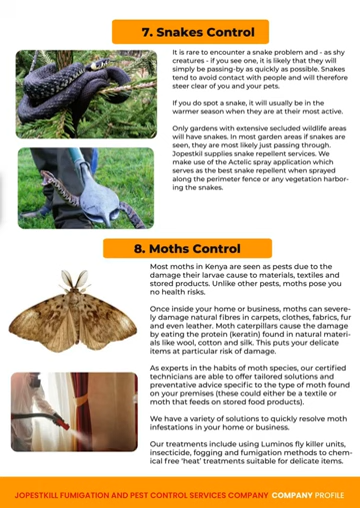 7. Snakes Control
It is rare to encounter a snake problem and - as shy
creatures - if you see one, it is likely that they will
simply be passing-by as quickly as possible. Snakes
tend to avoid contact with people and will therefore
steer clear of you and your pets.
If you do spot a snake, it will usually be in the
warmer season when they are at their most active.
Only gardens with extensive secluded wildlife areas
will have snakes. In most garden areas if snakes are
seen, they are most likely just passing through.
Jopestkil supplies snake repellent services. We
make use of the Actelic spray application which
serves as the best snake repellent when sprayed
along the perimeter fence or any vegetation harbor-
ing the snakes.
8. Moths Control
Most moths in Kenya are seen as pests due to the
damage their larvae cause to materials, textiles and
stored products. Unlike other pests, moths pose you
no health risks.
Once inside your home or business, moths can severe-
ly damage natural fibres in carpets, clothes, fabrics, fur
and even leather. Moth caterpillars cause the damage
by eating the protein (keratin) found in natural materi-
als like wool, cotton and silk. This puts your delicate
items at particular risk of damage.
As experts in the habits of moth species, our certified
technicians are able to offer tailored solutions and
preventative advice specific to the type of moth found
on your premises (these could either be a textile or
moth that feeds on stored food products).
We have a variety of solutions to quickly resolve moth
infestations in your home or business.
Our treatments include using Luminos fly killer units,
insecticide, fogging and fumigation methods to chem-
ical free 'heat' treatments suitable for delicate items.
JOPESTKILL FUMIGATION AND PEST CONTROL SERVICES COMPANY COMPANY PROFILE